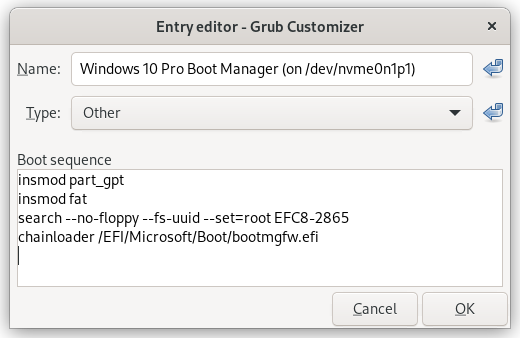 Entry editor - Grub Customizer
Name: Windows 10 Pro Boot Manager (on /dev/nvme0n1p1)
Type: Other
Boot sequence
insmod part_gpt
insmod fat
search --no-floppy --fs-uuid --set=root EFC8-2865
chainloader /EFI/Microsoft/Boot/bootmgfw.efi
Cancel OK